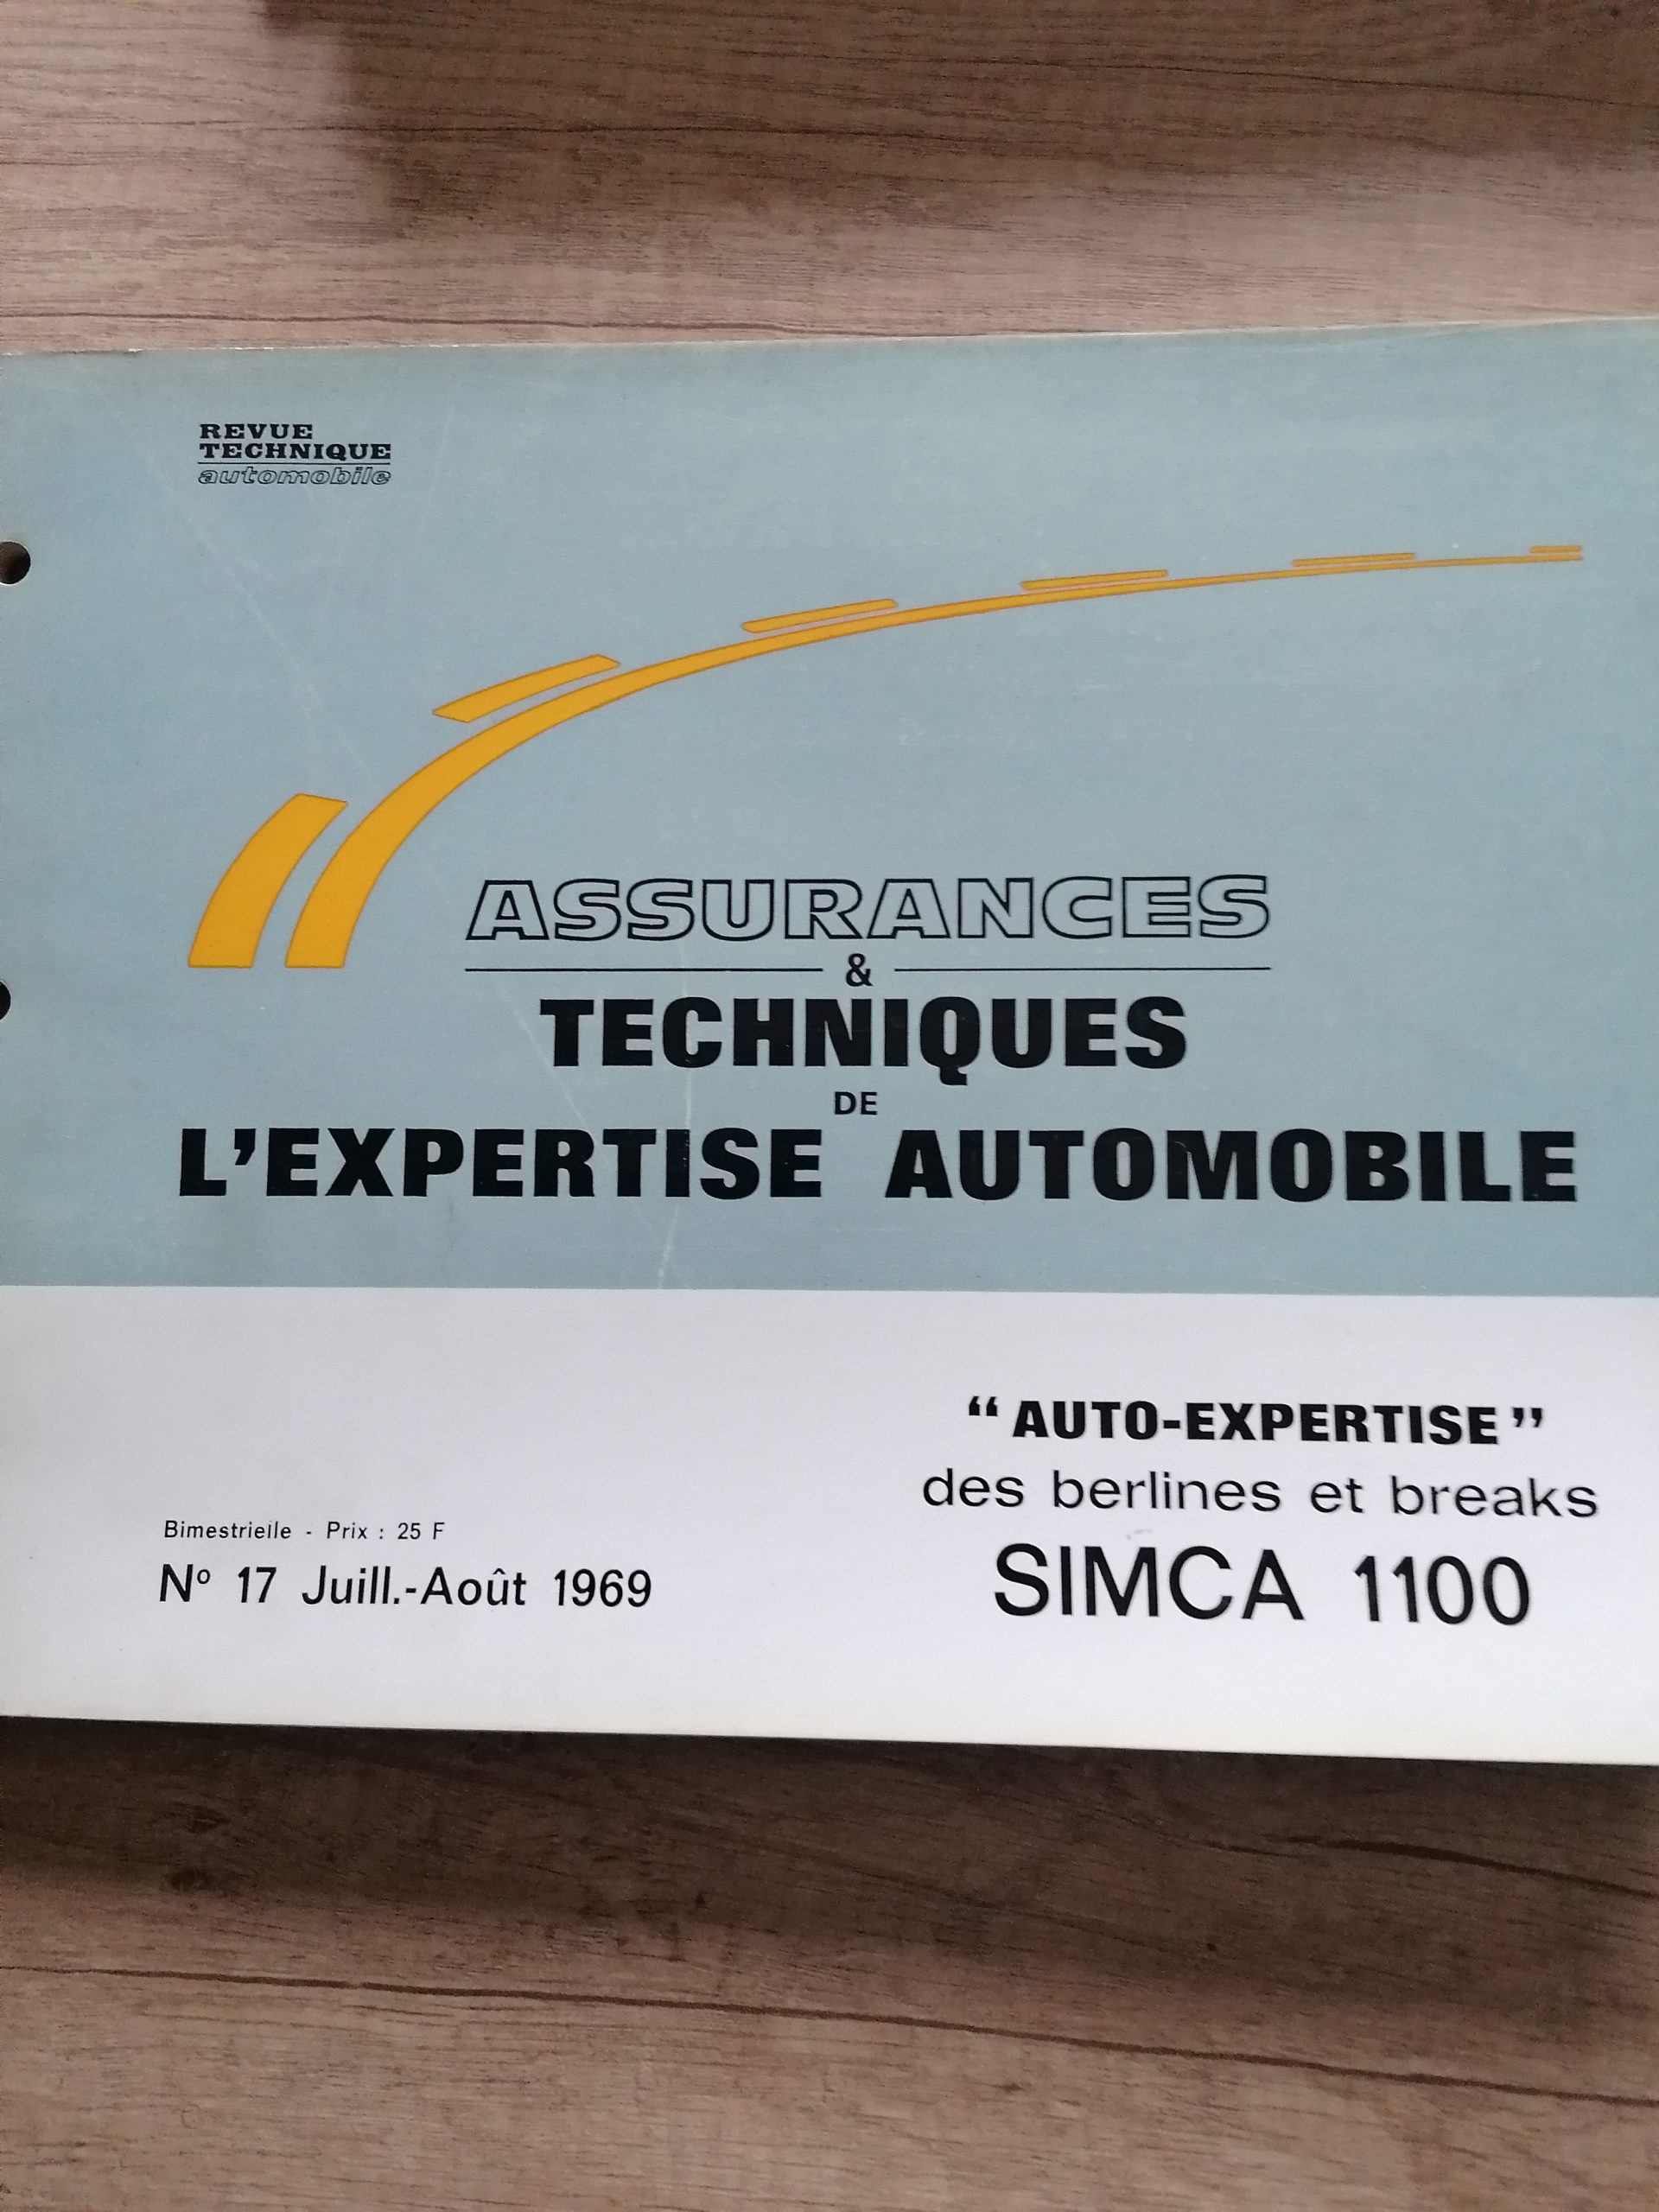 REVUE
TECHNIQUE
automobile
ASSURANCES
&
TECHNIQUES
DE
L'EXPERTISE AUTOMOBILE
“AUTO-EXPERTISE”
des berlines et breaks
SIMCA 1100
Bimestrielle - Prix : 25 F
Nº 17 Juill.-Août 1969